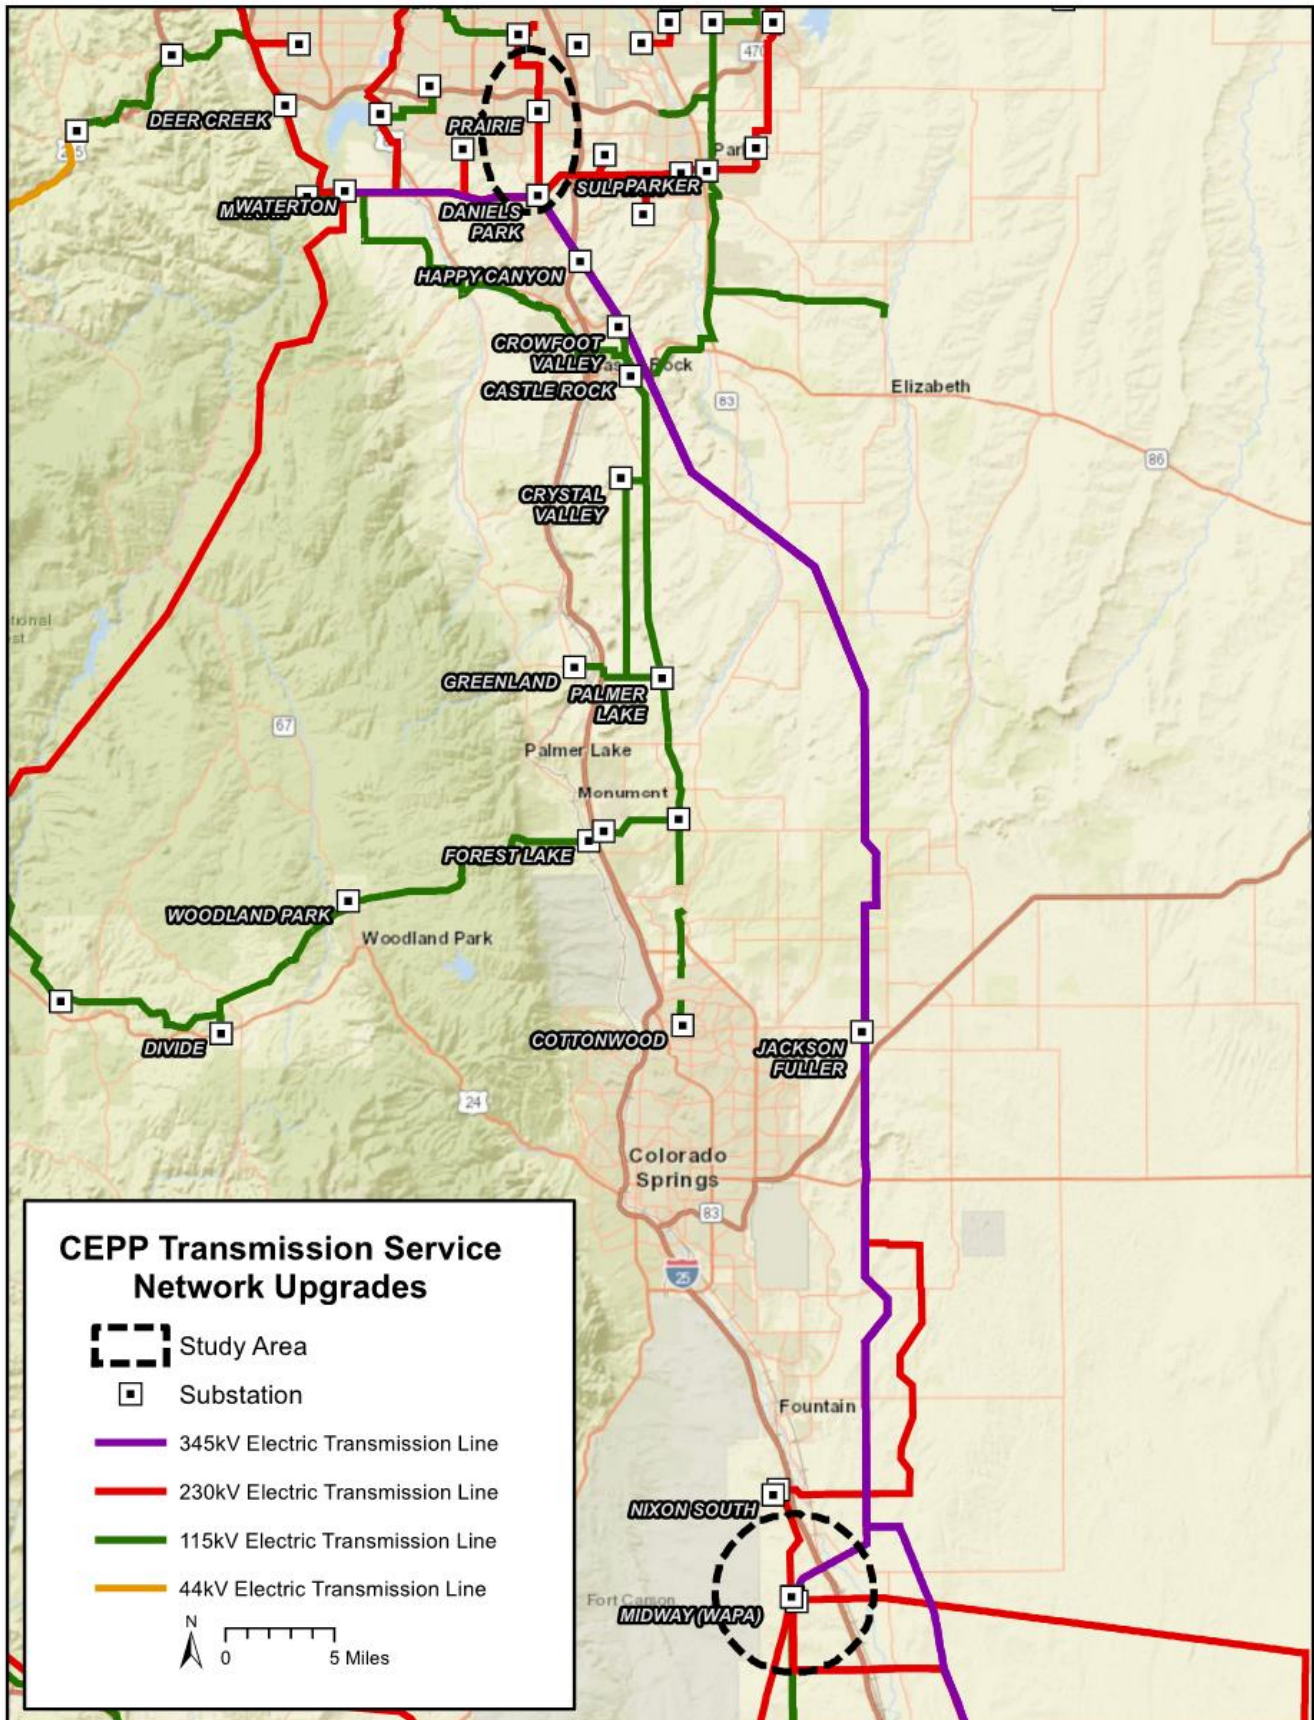 470
DEER CREEK
PRAIRIE
WATERTON
DANIELS
PARK
PARKER
HAPPY CANYON
CROWFOOT
VALLEY
Rock
CASTLE ROCK
Elizabeth
83
86
CRYSTAL
VALLEY
GREENLAND
PALMER
LAKE
67
Palmer Lake
Monument
FOREST LAKE
WOODLAND PARK
Woodland Park
COTTONWOOD
DIVIDE
JACKSON
FULLER
24
Colorado
Springs
83
25
Fountain
NIXON SOUTH
Fort Carson
MIDWAY (WAPA)
CEPP Transmission Service
Network Upgrades
Study Area
Substation
345kV Electric Transmission Line
230kV Electric Transmission Line
115kV Electric Transmission Line
44kV Electric Transmission Line
N
0 5 Miles